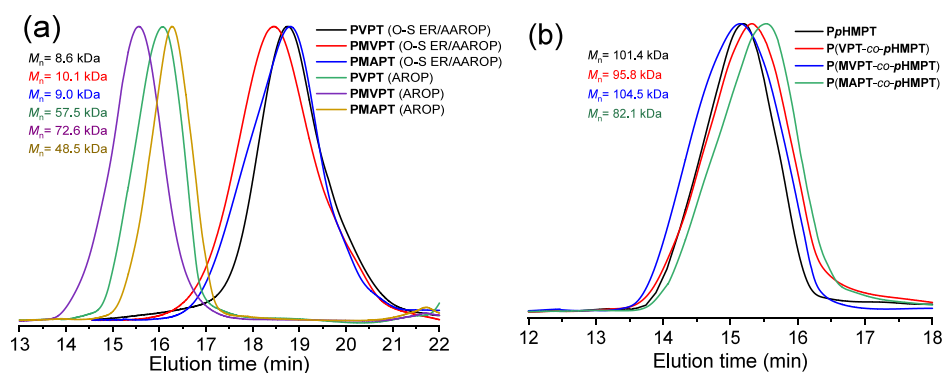 (a)
PVPT (O-S ER/AAROP)
PMVPT (O-S ER/AAROP)
PMAPT (O-S ER/AAROP)
PVPT (AROP)
PMVPT (AROP)
PMAPT (AROP)
Mn= 8.6 kDa
Mn= 10.1 kDa
Mn= 9.0 kDa
Mn= 57.5 kDa
Mn= 72.6 kDa
Mn= 48.5 kDa
13 14 15 16 17 18 19 20 21 22
Elution time (min)
(b)
PpHMPT
P(VPT-co-pHMPT)
P(MVPT-co-pHMPT)
P(MAPT-co-pHMPT)
Mn= 101.4 kDa
Mn= 95.8 kDa
Mn= 104.5 kDa
Mn= 82.1 kDa
12 13 14 15 16 17 18
Elution time (min)